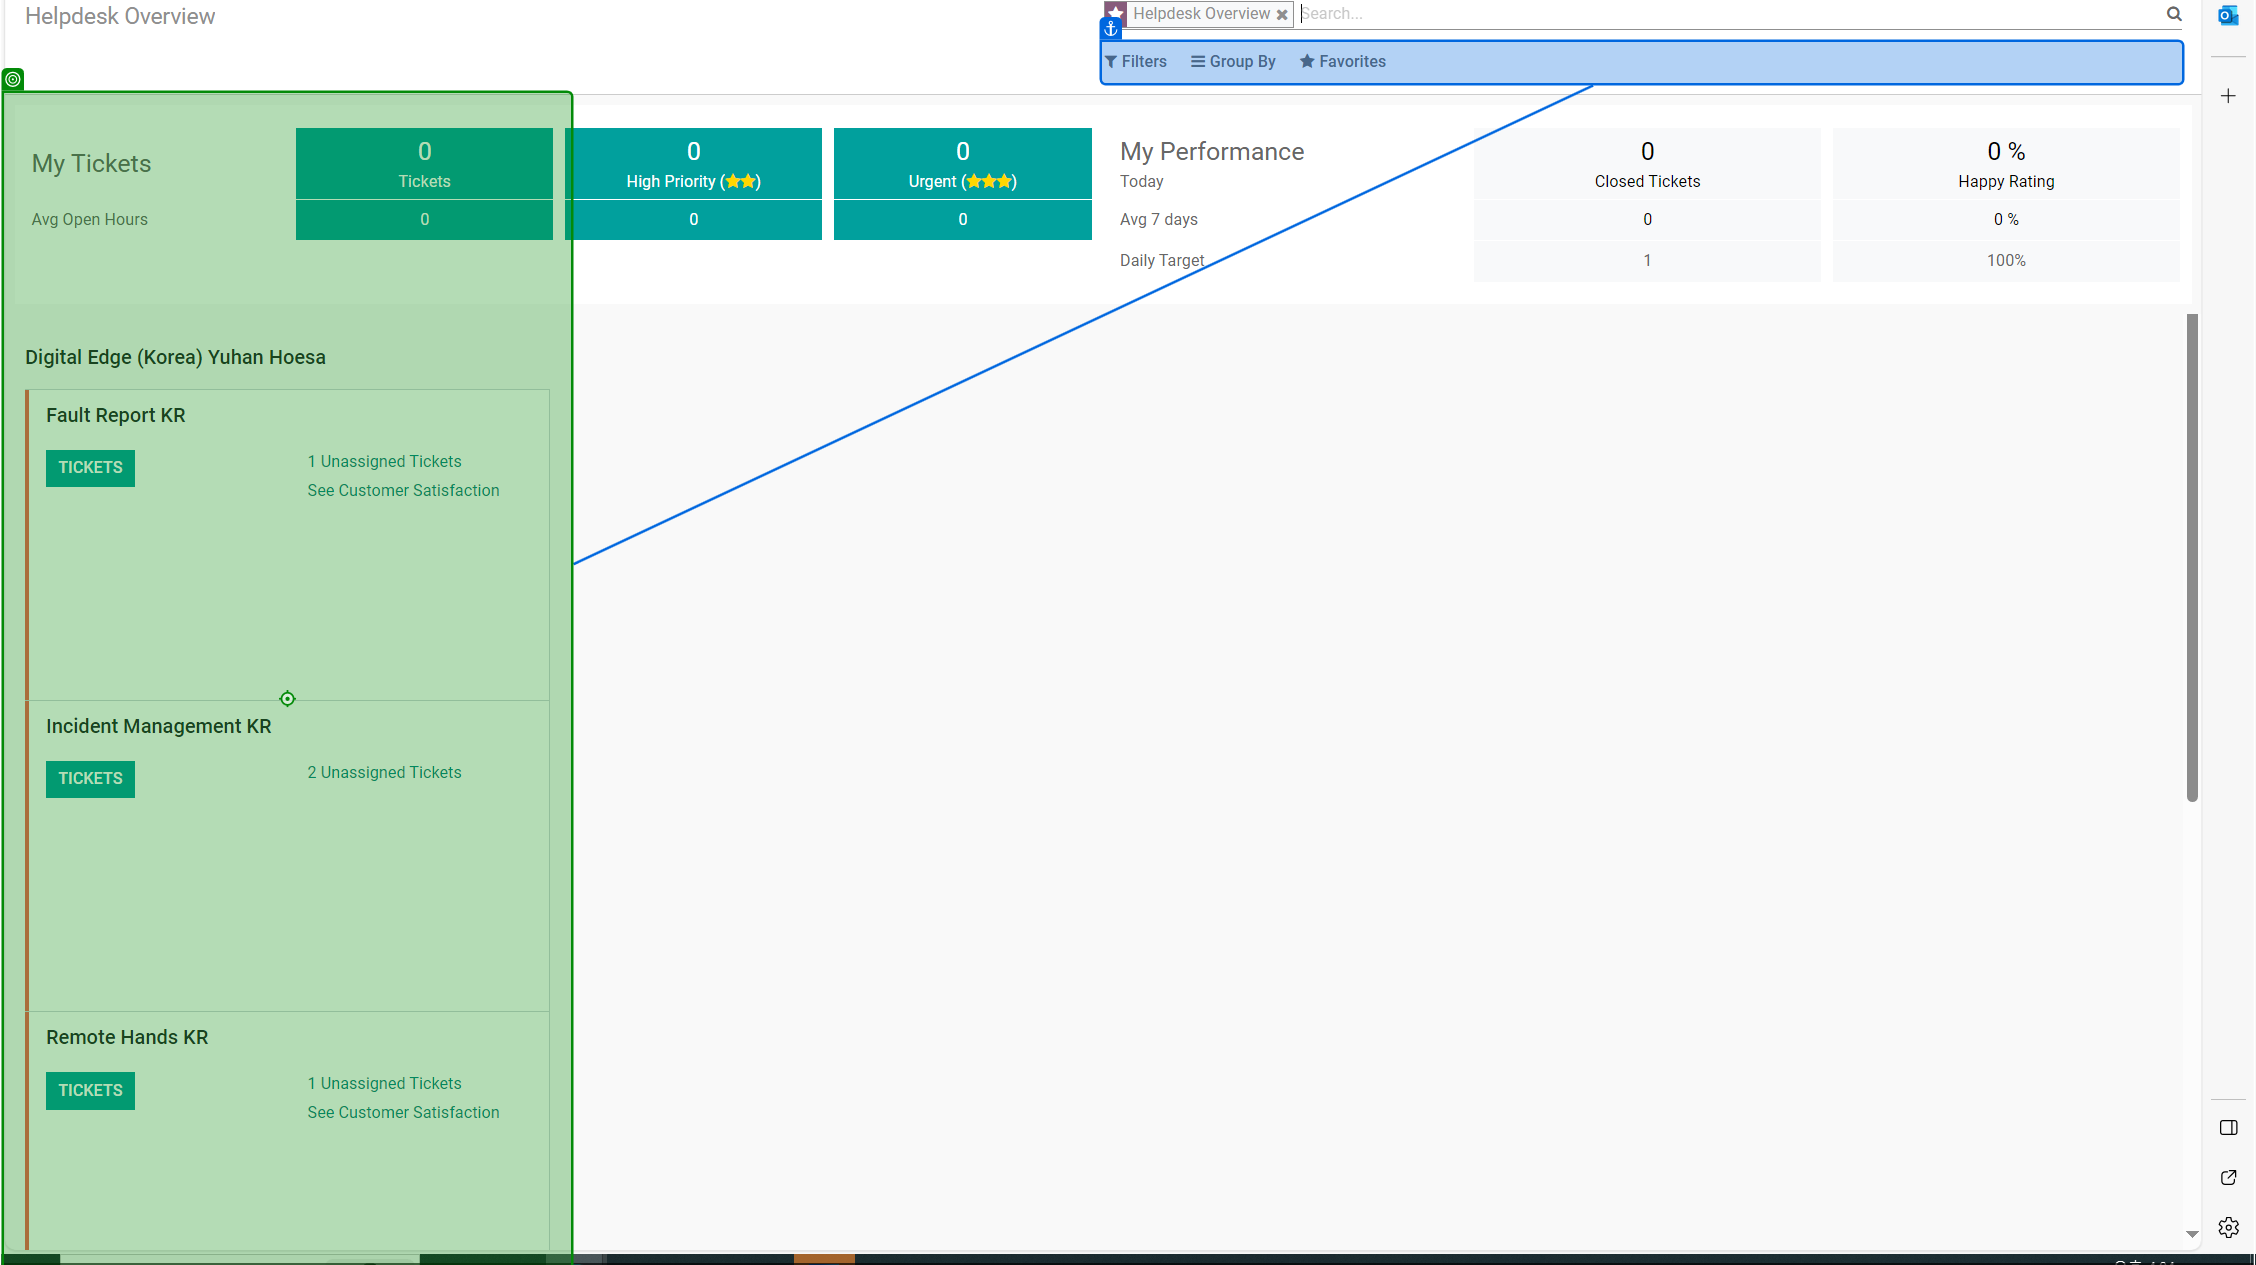 Helpdesk Overview
Helpdesk Overview
Search...
Filters
Group By
Favorites
My Tickets
0
Tickets
0
High Priority ( )
0
Urgent ( )
Avg Open Hours
0
0
0
My Performance
Today
0
Closed Tickets
0 %
Happy Rating
Avg 7 days
0
0 %
Daily Target
1
100%
Digital Edge (Korea) Yuhan Hoesa
Fault Report KR
TICKETS
1 Unassigned Tickets
See Customer Satisfaction
Incident Management KR
TICKETS
2 Unassigned Tickets
Remote Hands KR
TICKETS
1 Unassigned Tickets
See Customer Satisfaction